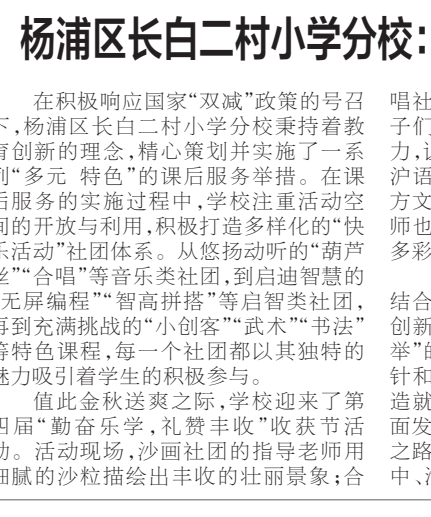 杨浦区长白二村小学分校:
在积极响应国家“双减”政策的号召
下,杨浦区长白二村小学分校秉持着教
育创新的理念,精心策划并实施了一系
列“多元 特色”的课后服务举措。在课
后服务的实施过程中,学校注重活动空
间的开放与利用,积极打造多样化的“快
乐活动”社团体系。从悠扬动听的“葫芦
丝”“合唱”等音乐类社团,到启迪智慧的
“无屏编程”“智高拼搭”等启智类社团,
再到充满挑战的“小创客”“武术”“书法”
等特色课程,每一个社团都以其独特的
魅力吸引着学生的积极参与。
值此金秋送爽之际,学校迎来了第
四届“勤奋乐学,礼赞丰收”收获节活
动。活动现场,沙画社团的指导老师用
细腻的沙粒描绘出丰收的壮丽景象;合
唱社
子们
力,让
沪语
方文
师也
多彩
结合
创新
举”的
针和
造就
面发
之路
中、